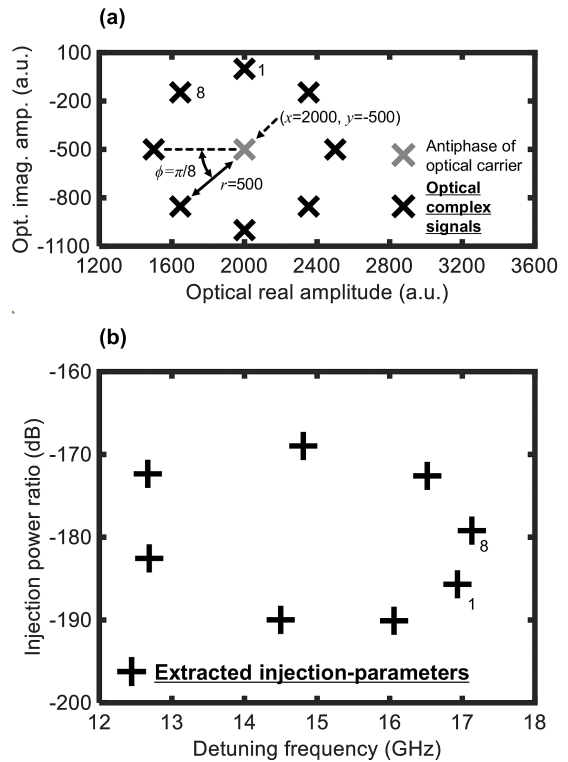 (a)
Opt. imag. amp. (a.u.)
100
-200
-500
-800
-1100
1
8
(x=2000, y=-500)
ϕ=π/8
r=500
Antiphase of
optical carrier
Optical
complex
signals
1200 1600 2000 2400 2800 3200 3600
Optical real amplitude (a.u.)
(b)
Injection power ratio (dB)
-160
-170
-180
-190
-200
8
1
Extracted injection-parameters
12 13 14 15 16 17 18
Detuning frequency (GHz)